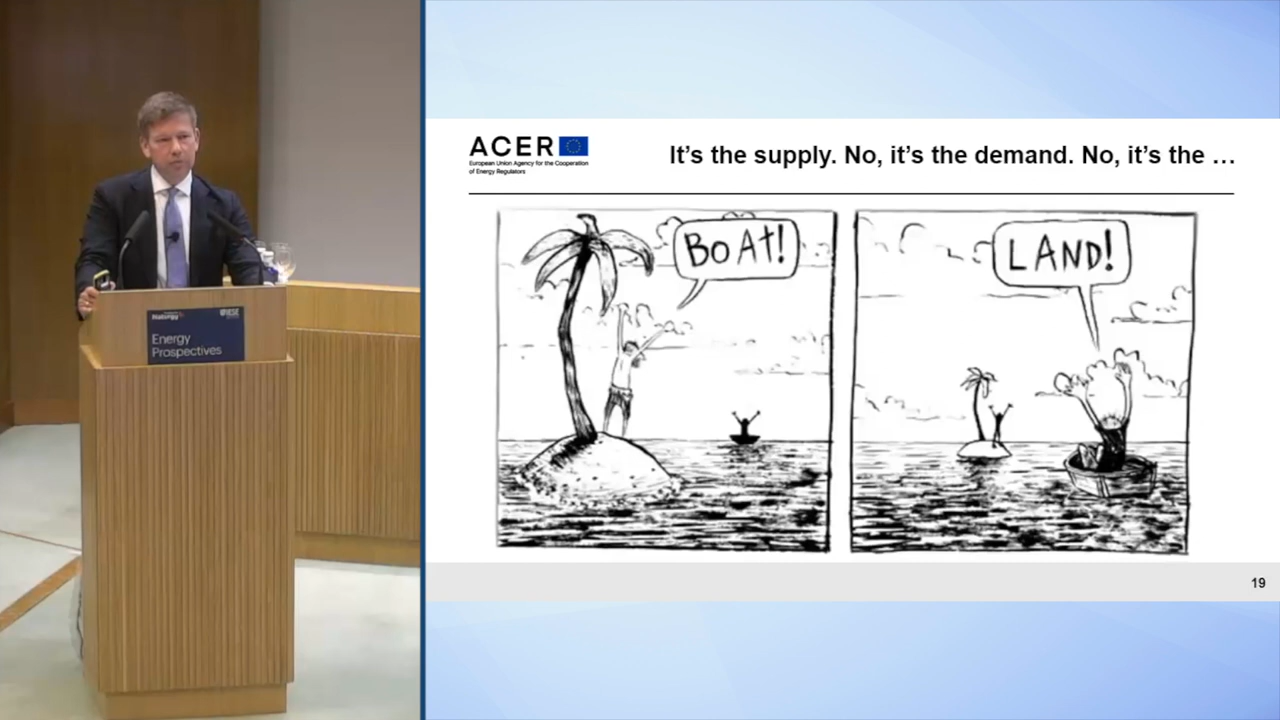 ACER
European Union Agency for the Cooperation
of Energy Regulators
It's the supply. No, it's the demand. No, it's the …
BOAt!
LAND!
Naturgy
IESE
Energy
Prospectives
19